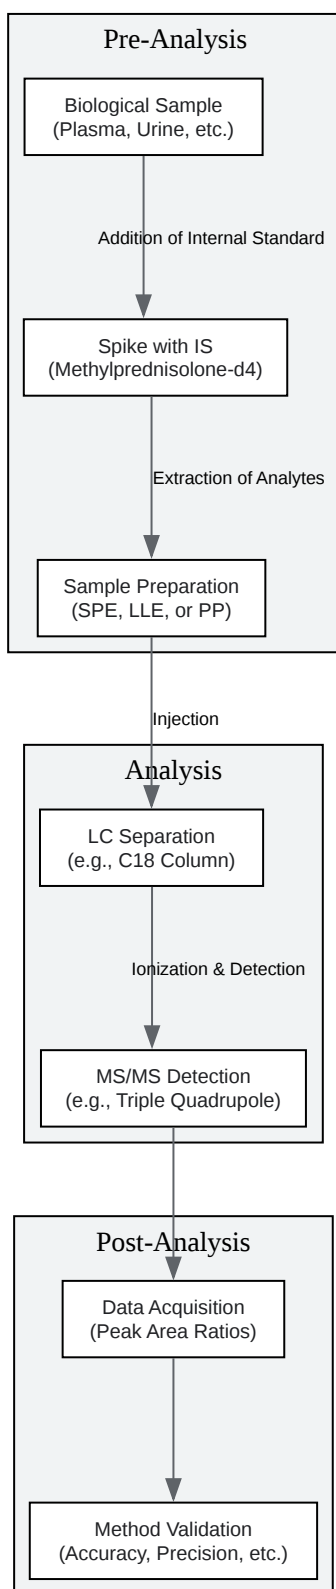 Pre-Analysis
Biological Sample
(Plasma, Urine, etc.)
Addition of Internal Standard
Spike with IS
(Methylprednisolone-d4)
Extraction of Analytes
Sample Preparation
(SPE, LLE, or PP)
Injection
Analysis
LC Separation
(e.g., C18 Column)
Ionization & Detection
MS/MS Detection
(e.g., Triple Quadrupole)
Post-Analysis
Data Acquisition
(Peak Area Ratios)
Method Validation
(Accuracy, Precision, etc.)